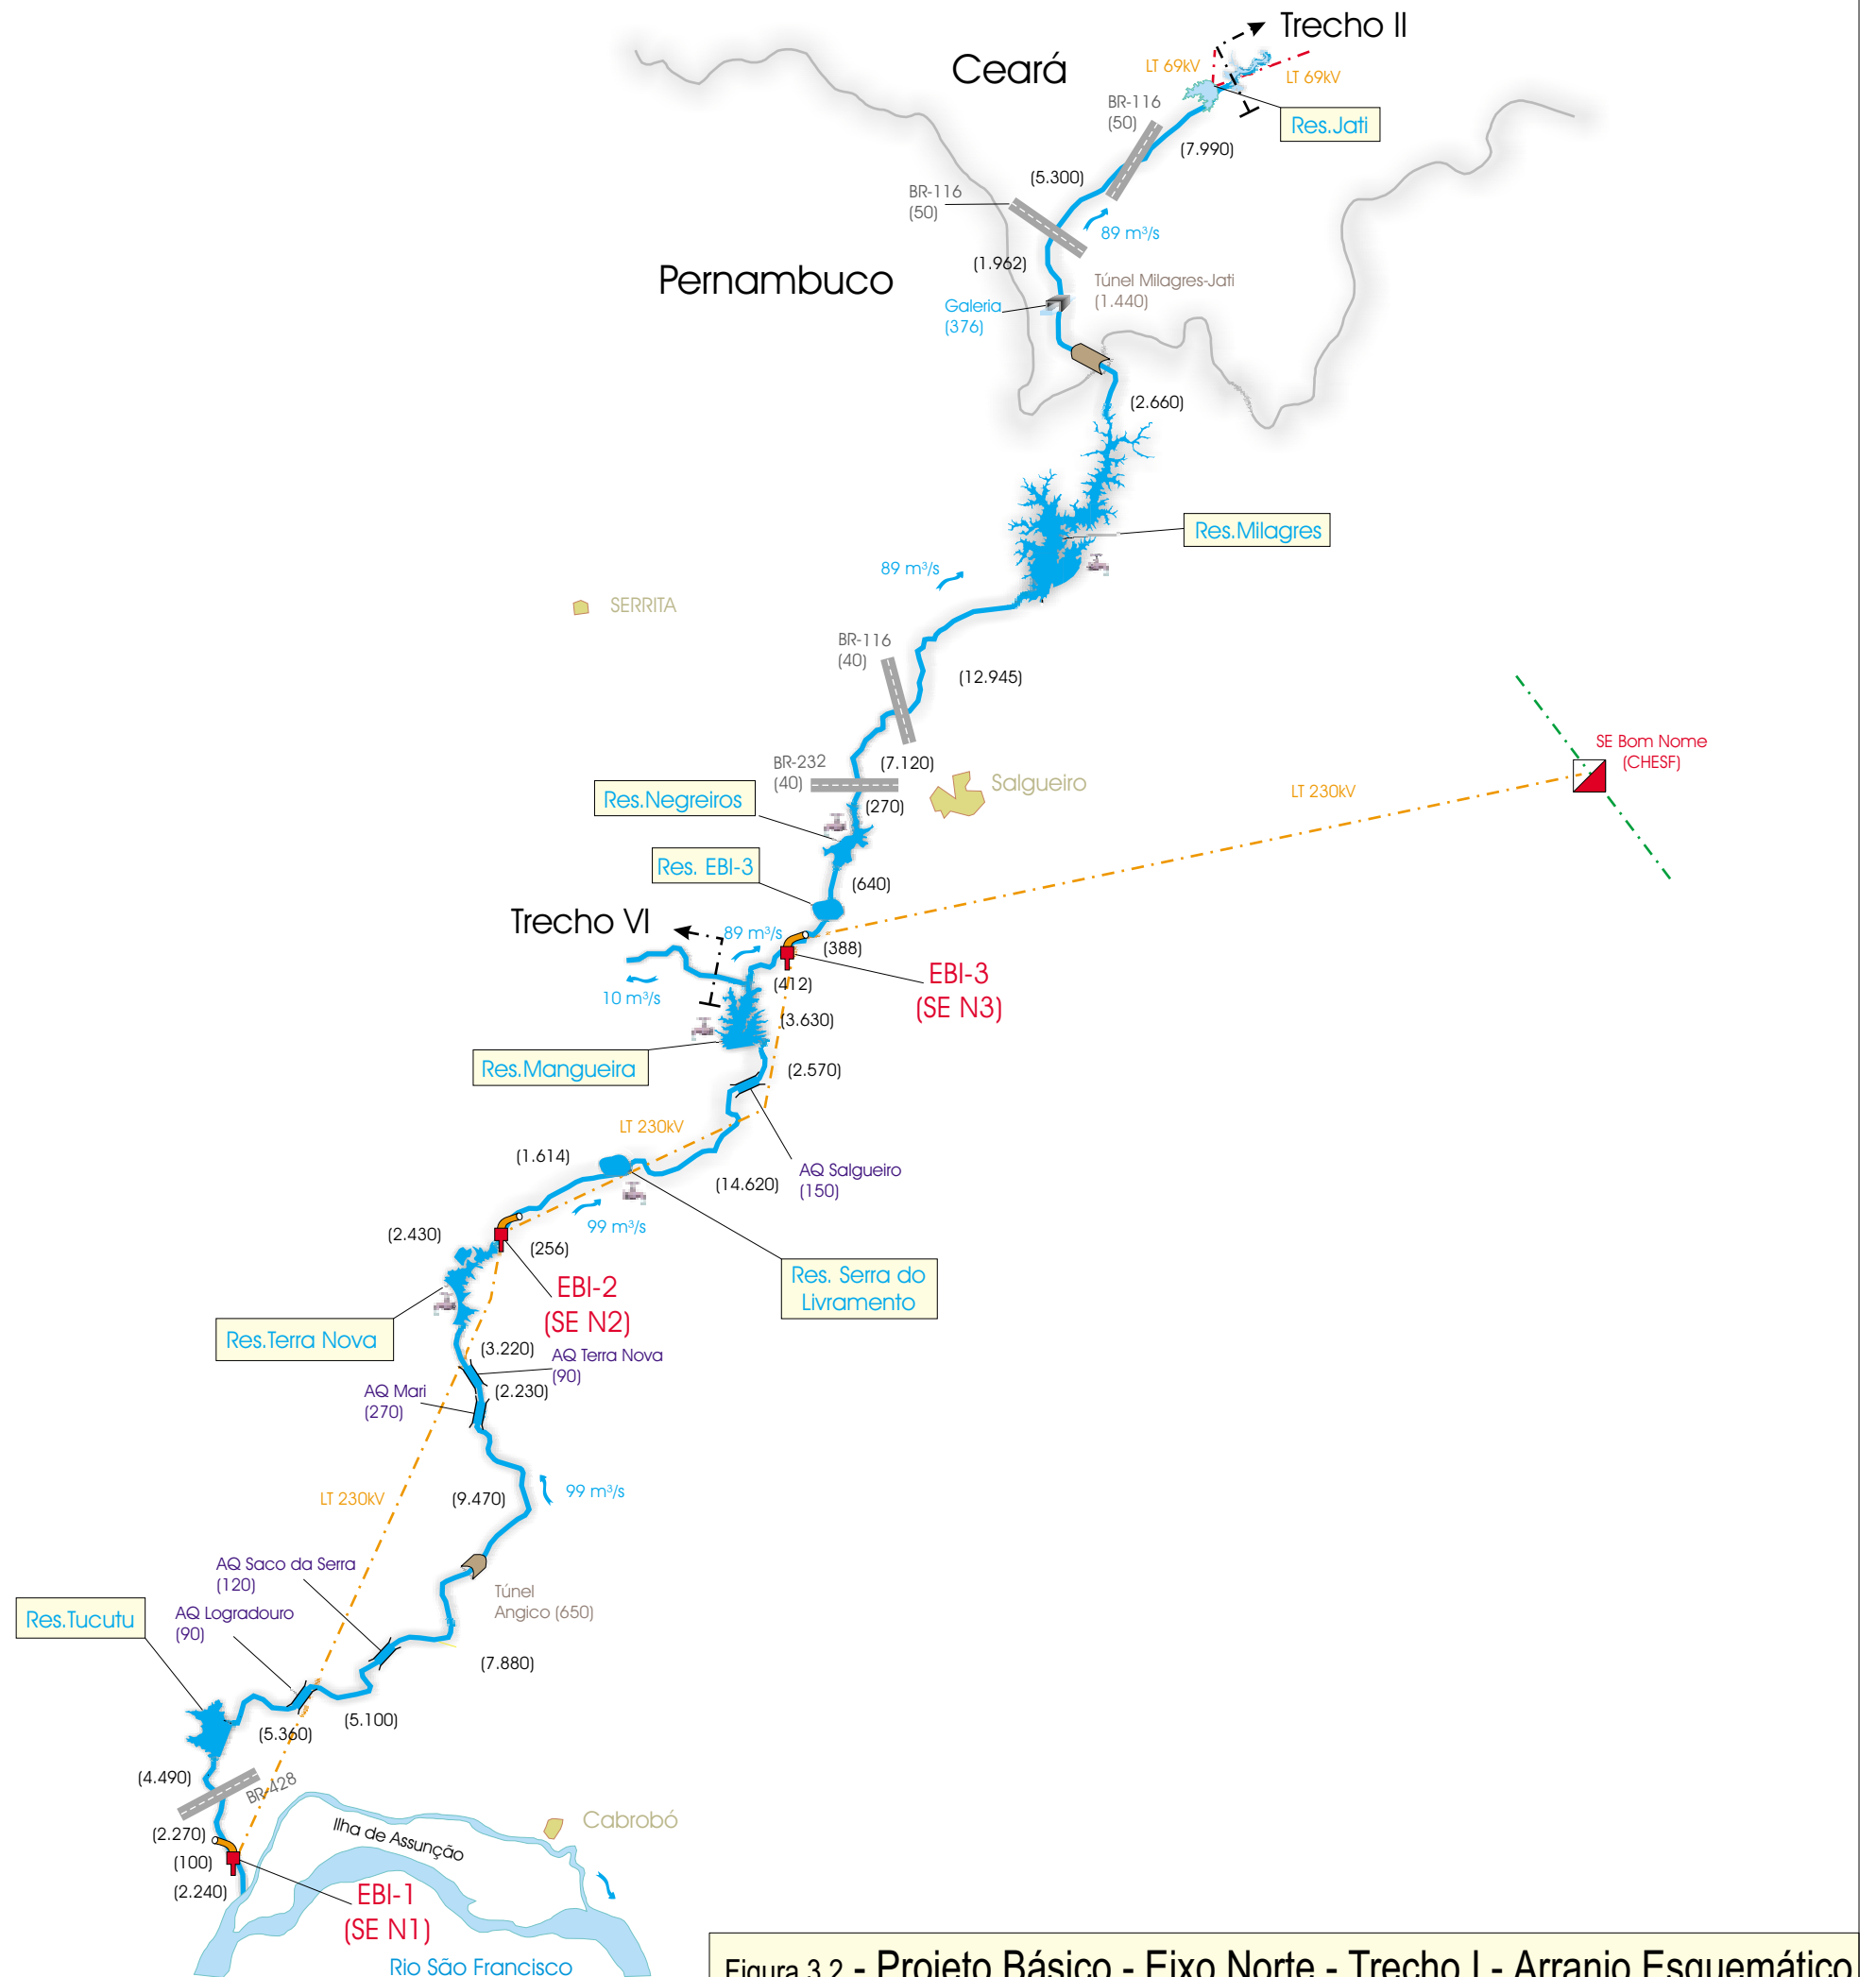 Trecho II
Ceará
LT 69kV
LT 69kV
BR-116
(50)
Res.Jati
(7.990)
(5.300)
BR-116
(50)
89 m³/s
(1.962)
Pernambuco
Túnel Milagres-Jati
(1.440)
Galeria
(376)
(2.660)
Res.Milagres
89 m³/s
SERRITA
BR-116
(40)
(12.945)
SE Bom Nome
(CHESF)
BR-232
(40)
(7.120)
Salgueiro
LT 230kV
Res.Negreiros
(270)
Res. EBI-3
(640)
Trecho VI
89 m³/s
(388)
EBI-3
(SE N3)
(412)
10 m³/s
(3.630)
Res.Mangueira
(2.570)
LT 230kV
(1.614)
AQ Salgueiro
(150)
(14.620)
99 m³/s
(2.430)
(256)
Res. Serra do
Livramento
EBI-2
(SE N2)
Res.Terra Nova
(3.220)
AQ Terra Nova
(90)
(2.230)
AQ Mari
(270)
LT 230kV
(9.470)
99 m³/s
AQ Saco da Serra
(120)
Túnel
Angico (650)
AQ Logradouro
(90)
Res.Tucutu
(7.880)
(5.100)
(5.360)
(4.490)
BR-428
Cabrobó
Ilha de Assunção
(2.270)
(100)
(2.240)
EBI-1
(SE N1)
Rio São Francisco
Figura 3.2 - Projeto Básico - Eixo Norte - Trecho I - Arranjo Esquemático